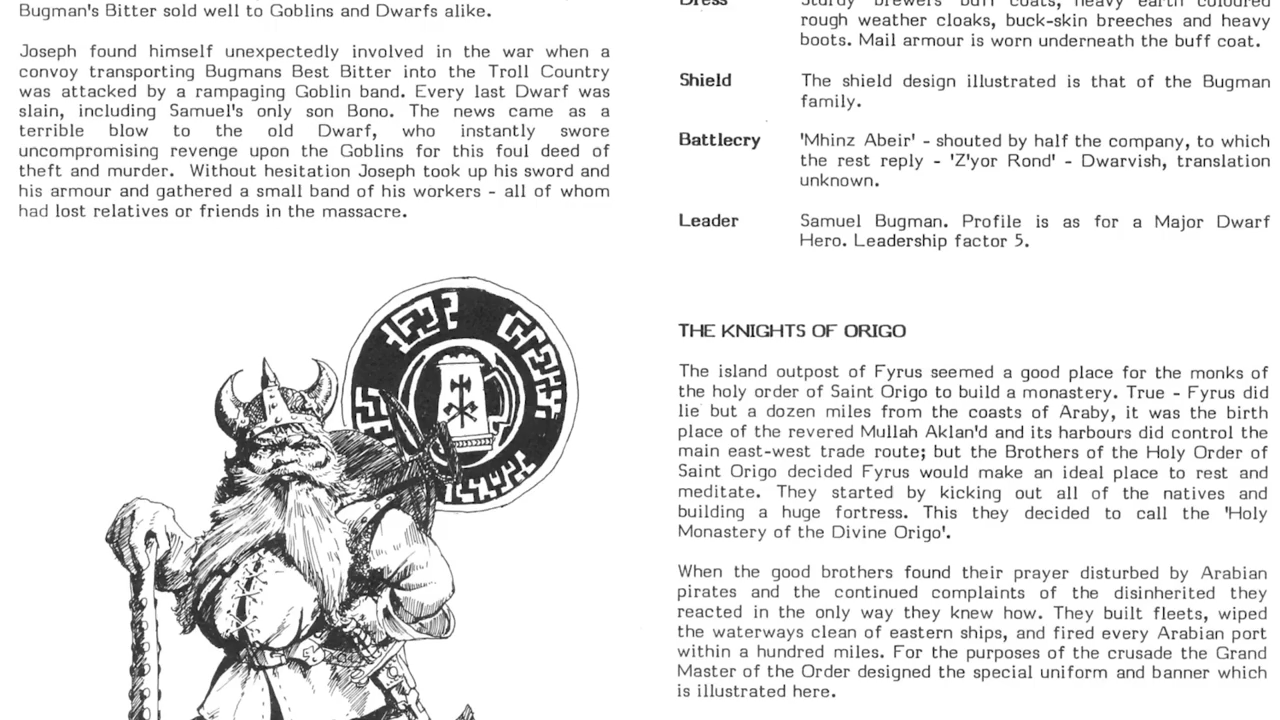 Bugman's Bitter sold well to Goblins and Dwarfs alike.
Joseph found himself unexpectedly involved in the war when a
convoy transporting Bugmans Best Bitter into the Troll Country
was attacked by a rampaging Goblin band. Every last Dwarf was
slain, including Samuel's only son Bono. The news came as a
terrible blow to the old Dwarf, who instantly swore
uncompromising revenge upon the Goblins for this foul deed of
theft and murder. Without hesitation Joseph took up his sword and
his armour and gathered a small band of his workers - all of whom
had lost relatives or friends in the massacre.
Dress Sturdy brewers buff coats, heavy earth coloured
rough weather cloaks, buck-skin breeches and heavy
boots. Mail armour is worn underneath the buff coat.
Shield The shield design illustrated is that of the Bugman
family.
Battlecry 'Mhinz Abeir' - shouted by half the company, to which
the rest reply - 'Z'yor Rond' - Dwarvish, translation
unknown.
Leader Samuel Bugman. Profile is as for a Major Dwarf
Hero. Leadership factor 5.
THE KNIGHTS OF ORIGO
The island outpost of Fyrus seemed a good place for the monks of
the holy order of Saint Origo to build a monastery. True - Fyrus did
lie but a dozen miles from the coasts of Araby, it was the birth
place of the revered Mullah Aklan'd and its harbours did control the
main east-west trade route; but the Brothers of the Holy Order of
Saint Origo decided Fyrus would make an ideal place to rest and
meditate. They started by kicking out all of the natives and
building a huge fortress. This they decided to call the 'Holy
Monastery of the Divine Origo'.
When the good brothers found their prayer disturbed by Arabian
pirates and the continued complaints of the disinherited they
reacted in the only way they knew how. They built fleets, wiped
the waterways clean of eastern ships, and fired every Arabian port
within a hundred miles. For the purposes of the crusade the Grand
Master of the Order designed the special uniform and banner which
is illustrated here.